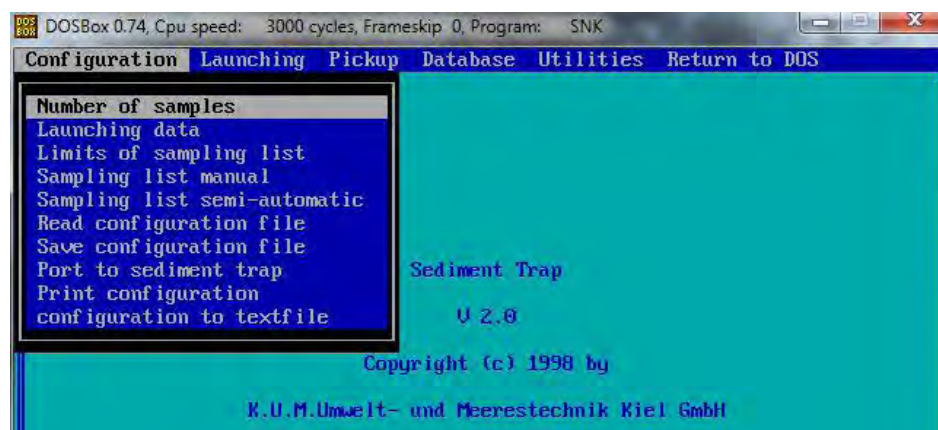 DOS
BOX
DOSBox 0.74, Cpu speed: 3000 cycles, Frameskip 0, Program: SNK
Configuration Launching Pickup Database Utilities Return to DOS
Number of samples
Launching data
Limits of sampling list
Sampling list manual
Sampling list semi-automatic
Read configuration file
Save configuration file
Port to sediment trap
Print configuration
configuration to textfile
Sediment Trap
V 2.0
Copyright (c) 1998 by
K.U.M.Umwelt- und Meerestechnik Kiel GmbH